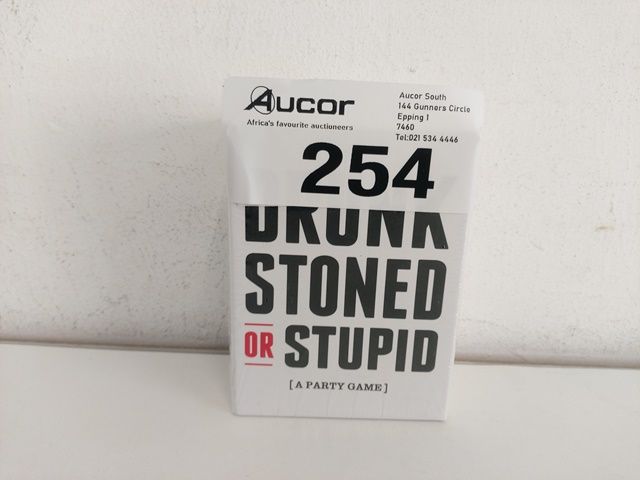 Aucor
Africa's favourite auctioneers
Aucor South
144 Gunners Circle
Epping 1
7460
Tel:021 534 4446
254
DRUNK
STONED
OR STUPID
[A PARTY GAME]